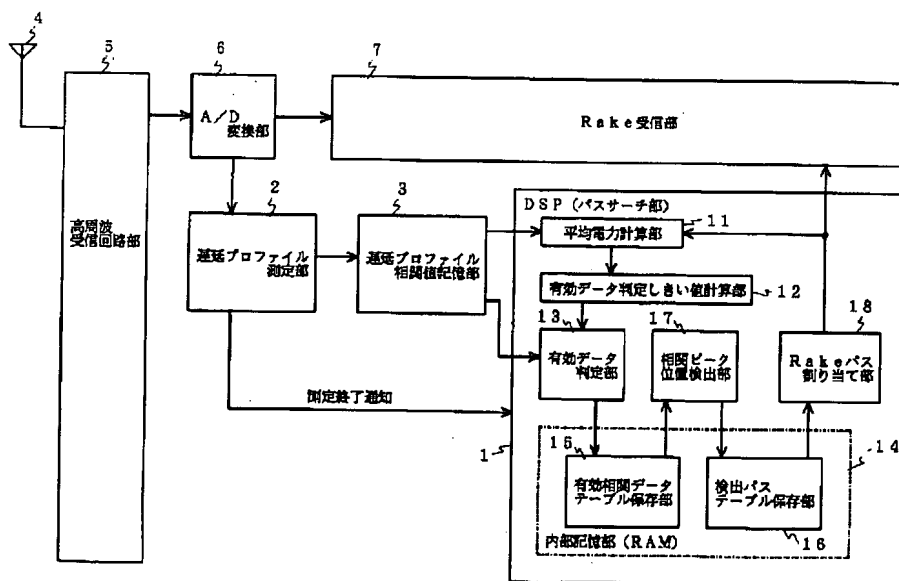 4
5
6
7
A/D
変換部
Rake受信部
高周波
受信回路部
2
3
遅延プロファイル
測定部
遅延プロファイル
相関値記憶部
DSP(パスサーチ部)
11
平均電力計算部
有効データ判定しきい値計算部
12
13
17
18
有効データ
判定部
相関ピーク
位置検出部
Rakeパス
割り当て部
測定終了通知
1
15
14
有効相関データ
テーブル保存部
検出パス
テーブル保存部
内部記憶部(RAM)
16